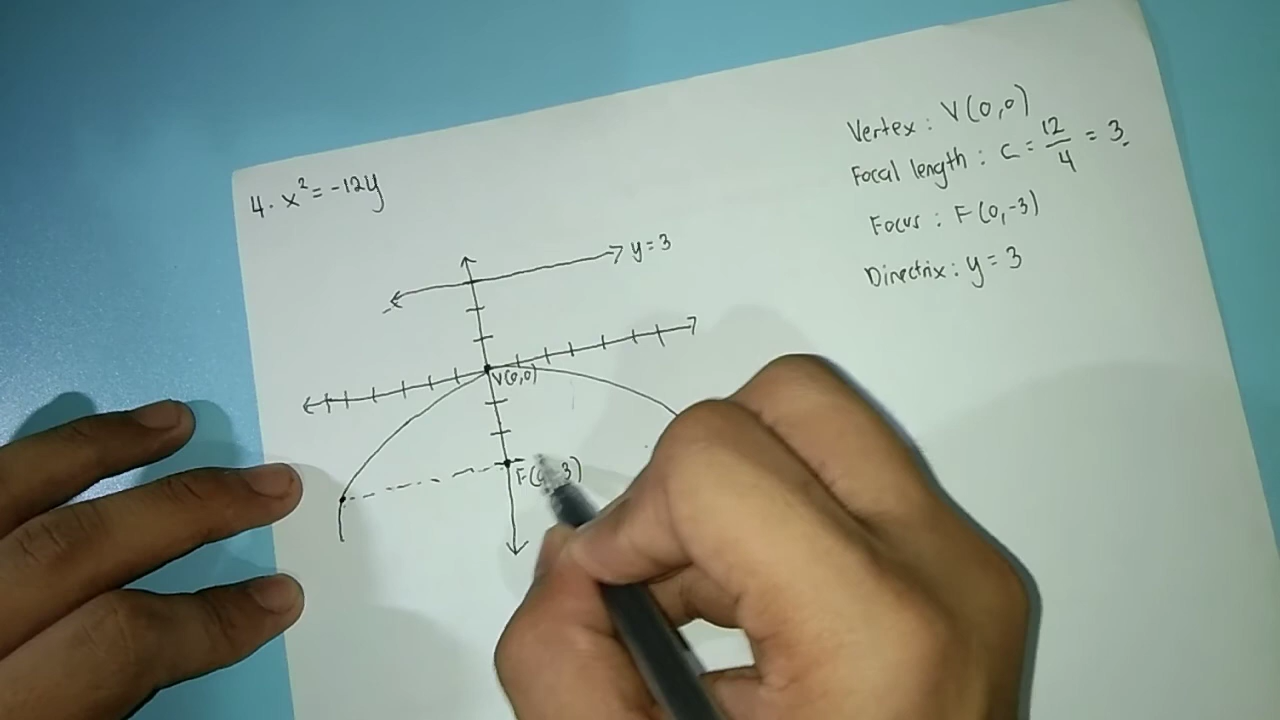 4. x² = -12y
Vertex: V(0,0)
Focal length: c = 12/4 = 3
Focus: F(0,-3)
Directrix: y = 3
y = 3
V(0,0)